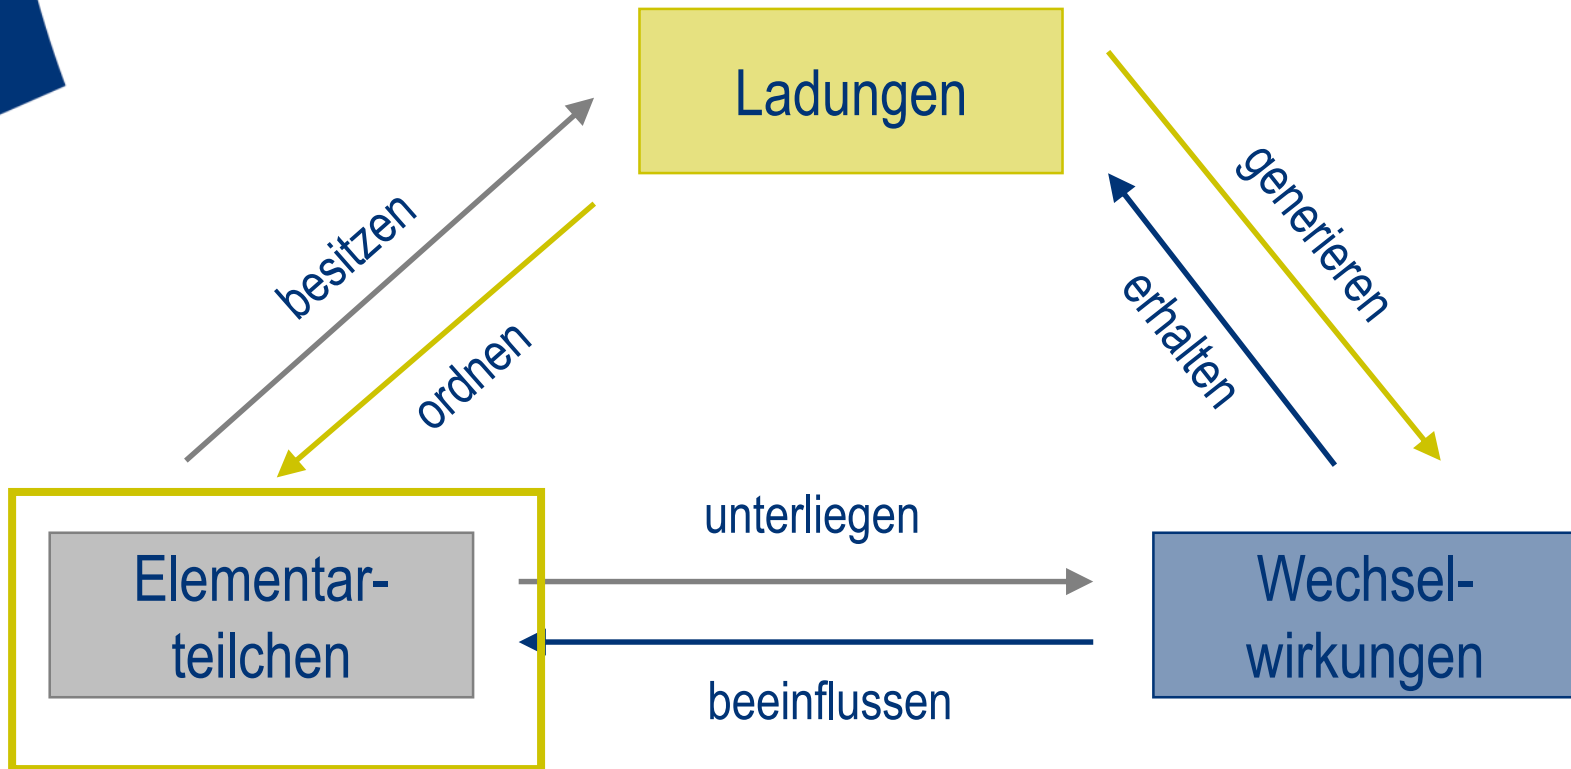 Ladungen
besitzen
ordnen
generieren
erhalten
unterliegen
Elementar-
teilchen
Wechsel-
wirkungen
beeinflussen